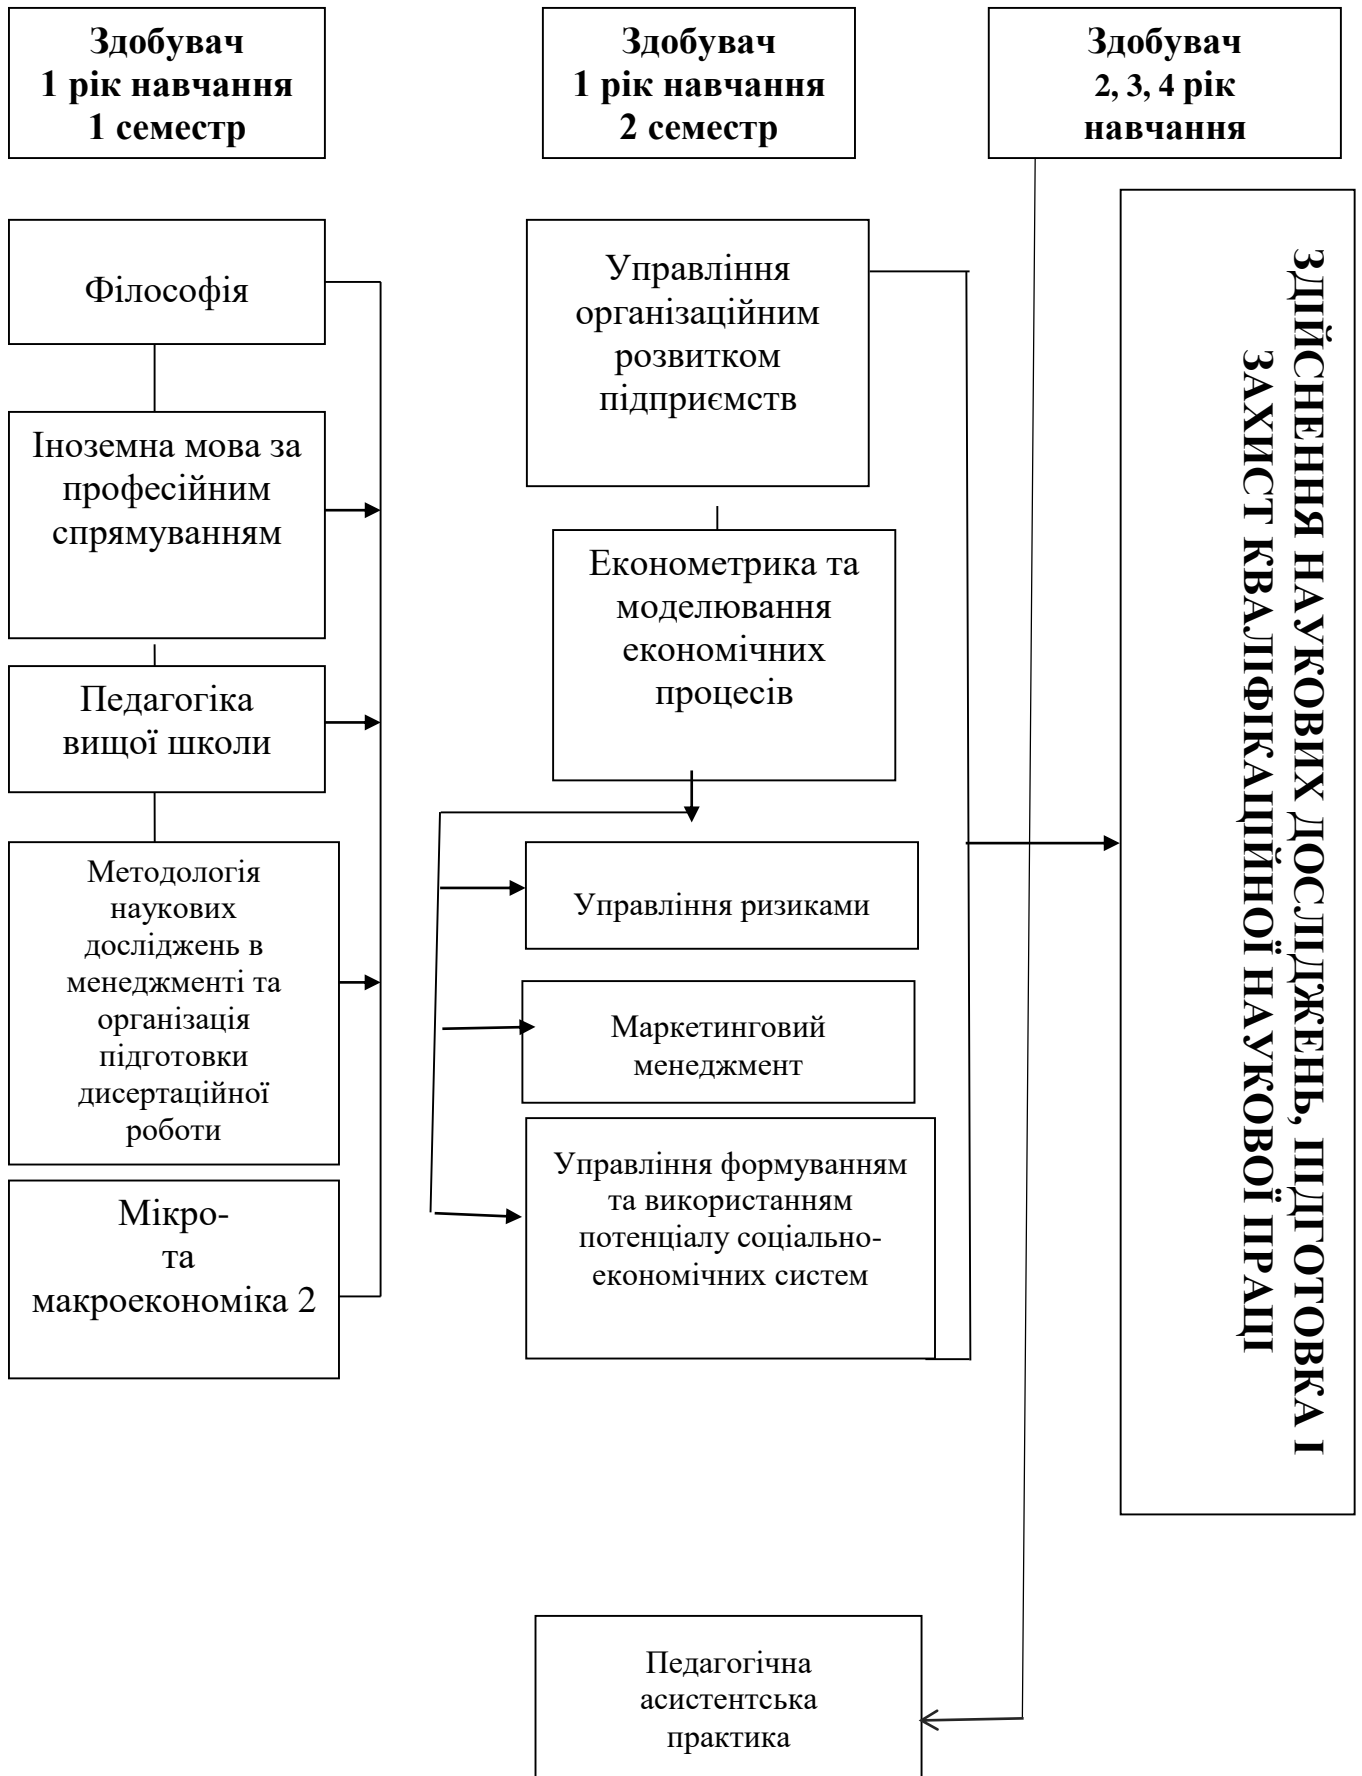 Здобувач
1 рік навчання
1 семестр
Здобувач
1 рік навчання
2 семестр
Здобувач
2, 3, 4 рік
навчання
Філософія
Іноземна мова за
професійним
спрямуванням
Педагогіка
вищої школи
Методологія
наукових
досліджень в
менеджменті та
організація
підготовки
дисертаційної
роботи
Мікро-
та
макроекономіка 2
Управління
організаційним
розвитком
підприємств
Економетрика та
моделювання
економічних
процесів
Управління ризиками
Маркетинговий
менеджмент
Управління формуванням
та використанням
потенціалу соціально-
економічних систем
ЗДІЙСНЕННЯ НАУКОВИХ ДОСЛІДЖЕНЬ, ПІДГОТОВКА І
ЗАХИСТ КВАЛІФІКАЦІЙНОЇ НАУКОВОЇ ПРАЦІ
Педагогічна
асистентська
практика